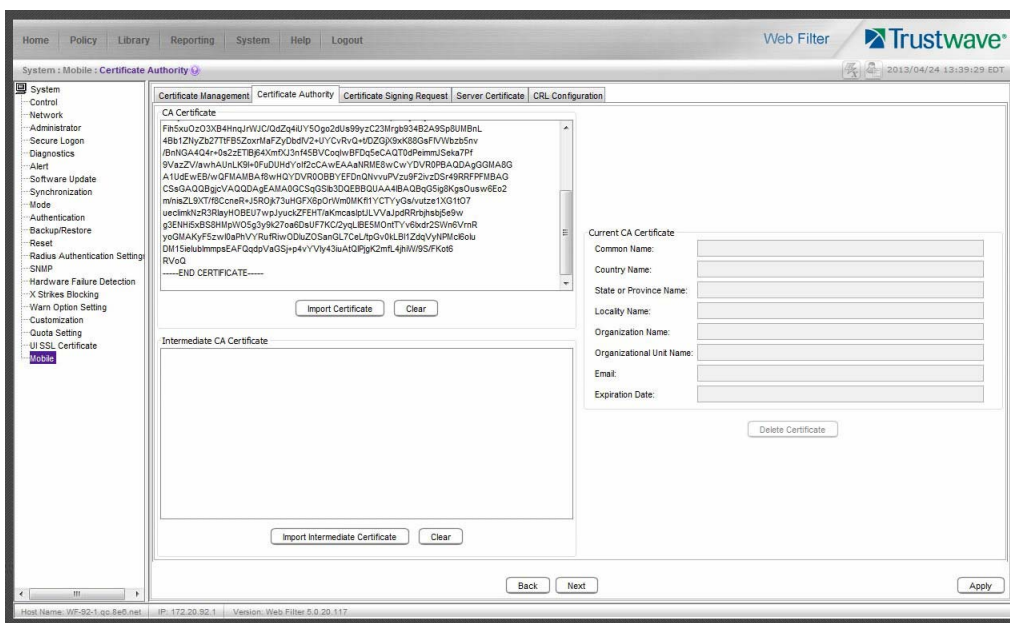 Home Policy Library Reporting System Help Logout
Web Filter
Trustwave®
System : Mobile : Certificate Authority
2013/04/24 13:39:29 EDT
System
Control
Network
Administrator
Secure Logon
Diagnostics
Alert
Software Update
Synchronization
Mode
Authentication
Backup/Restore
Reset
Radius Authentication Setting
SNMP
Hardware Failure Detection
X Strikes Blocking
Warn Option Setting
Customization
Quota Setting
UI SSL Certificate
Mobile
Certificate Management Certificate Authority Certificate Signing Request Server Certificate CRL Configuration
CA Certificate
RVoQ
-----END CERTIFICATE-----
Import Certificate Clear
Intermediate CA Certificate
Import Intermediate Certificate Clear
Current CA Certificate
Common Name:
Country Name:
State or Province Name:
Locality Name:
Organization Name:
Organizational Unit Name:
Email:
Expiration Date:
Delete Certificate
Back Next
Apply
Host Name: WF-92-1.qc.8e6.net IP: 172.20.92.1 Version: Web Filter 5.0.20.117